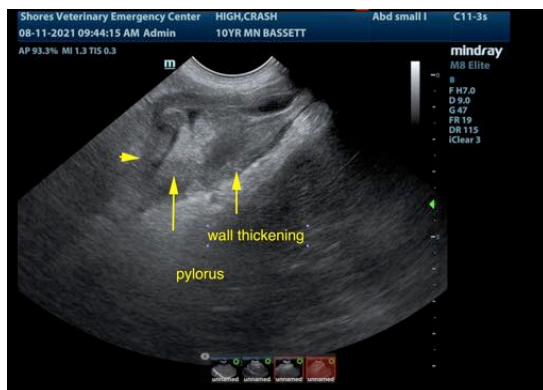 Shores Veterinary Emergency Center HIGH,CRASH Abd small I C11-3s
08-11-2021 09:44:15 AM Admin 10YR MN BASSETT
AP 93.3% MI 1.3 TIS 0.3
mindray
M8 Elite
m
B
F H7.0
D 9.0
G 47
FR 19
DR 115
iClear 3
0
5
wall thickening
pylorus
unnamed unnamed unnamed unnamed